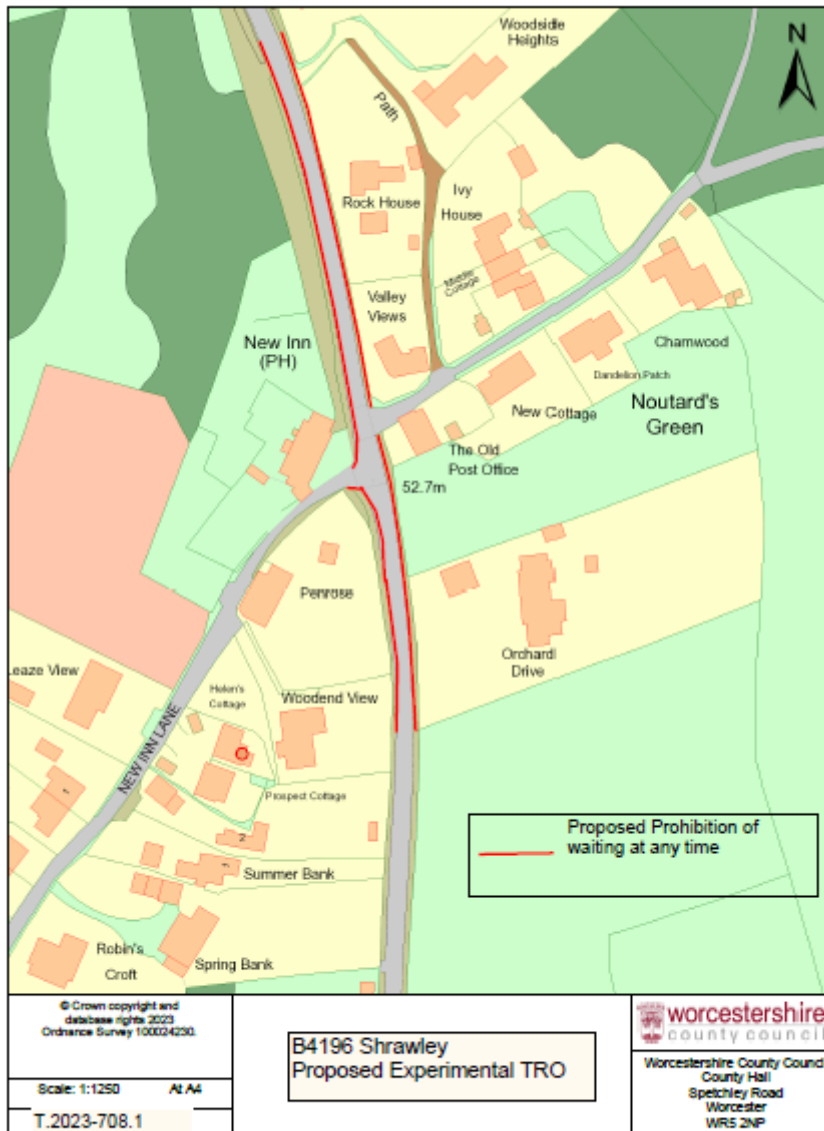 Woodside
Heights
N
Path
Rock House
Ivy
House
Middle
Cottage
Valley
Views
New Inn
(PH)
Charnwood
Dandelion Patch
New Cottage
Noutard's
Green
The Old
Post Office
52.7m
Penrose
Orchard
Drive
Leaze View
Helen's
Cottage
Woodend View
NEW INN LANE
Prospect Cottage
1
2
1
Summer Bank
Robin's
Croft
Spring Bank
Proposed Prohibition of
waiting at any time
© Crown copyright and
database rights 2023
Ordnance Survey 100024230.
Scale: 1:1250 At A4
T.2023-708.1
B4196 Shrawley
Proposed Experimental TRO
worcestershire
county council
Worcestershire County Council
County Hall
Spetchley Road
Worcester
WR5 2NP